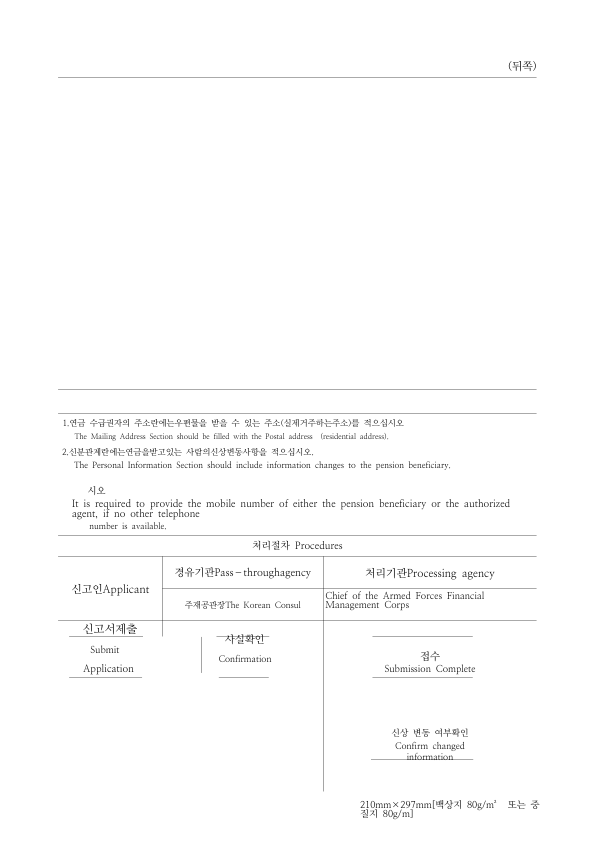 (뒤쪽)
1.연금 수급권자의 주소란에는우편물을 받을 수 있는 주소(실제거주하는주소)를 적으십시오
The Mailing Address Section should be filled with the Postal address (residential address).
2.신분관계란에는연금을받고있는 사람의신상변동사항을 적으십시오.
The Personal Information Section should include information changes to the pension beneficiary.
시오
It is required to provide the mobile number of either the pension beneficiary or the authorized
agent, if no other telephone
number is available.
처리절차 Procedures
신고인Applicant
경유기관Pass－throughagency
처리기관Processing agency
주재공관장The Korean Consul
Chief of the Armed Forces Financial
Management Corps
신고서제출
Submit
Application
사실확인
Confirmation
접수
Submission Complete
신상 변동 여부확인
Confirm changed
information
210mm×297mm[백상지 80g/㎡ 또는 중
질지 80g/m]